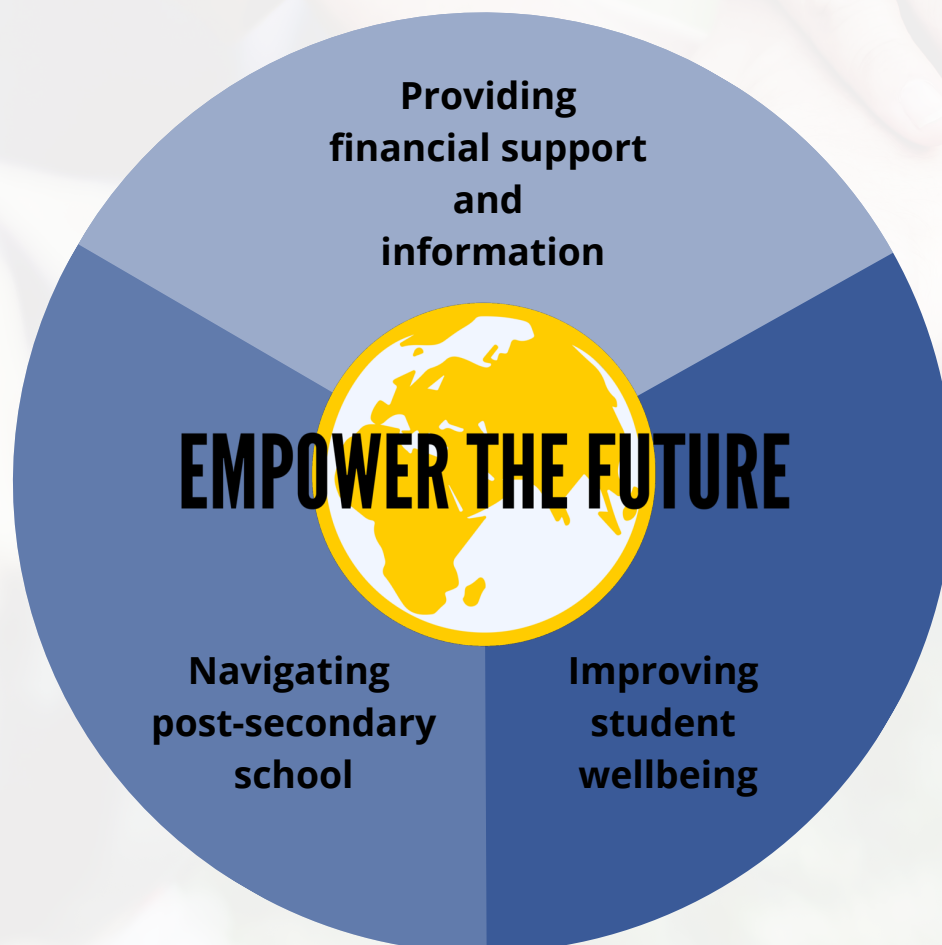 Providing
financial support
and
information
EMPOWER THE FUTURE
Navigating
post-secondary
school
Improving
student
wellbeing